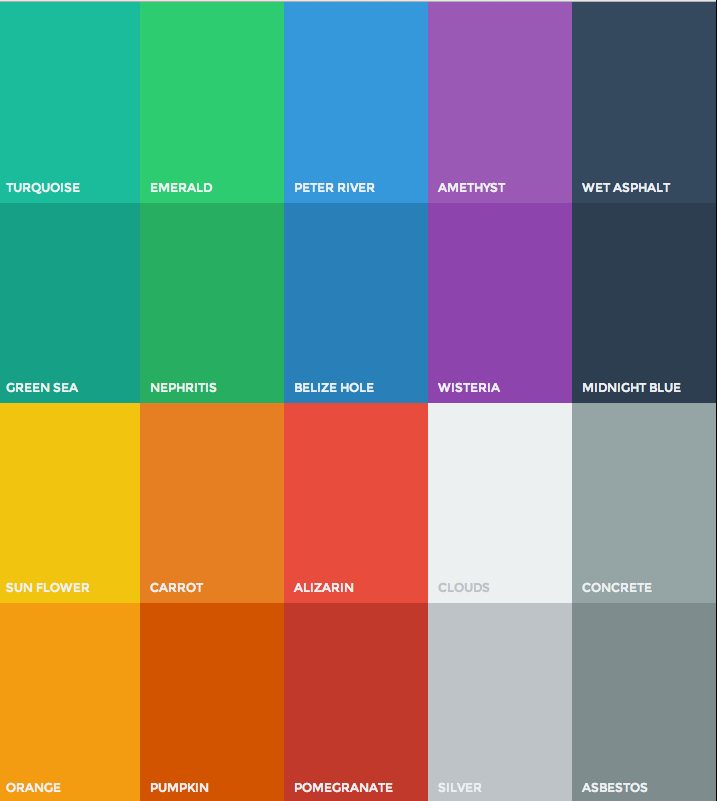 TURQUOISE
EMERALD
PETER RIVER
AMETHYST
WET ASPHALT
GREEN SEA
NEPHRITIS
BELIZE HOLE
WISTERIA
MIDNIGHT BLUE
SUN FLOWER
CARROT
ALIZARIN
CLOUDS
CONCRETE
ORANGE
PUMPKIN
POMEGRANATE
SILVER
ASBESTOS